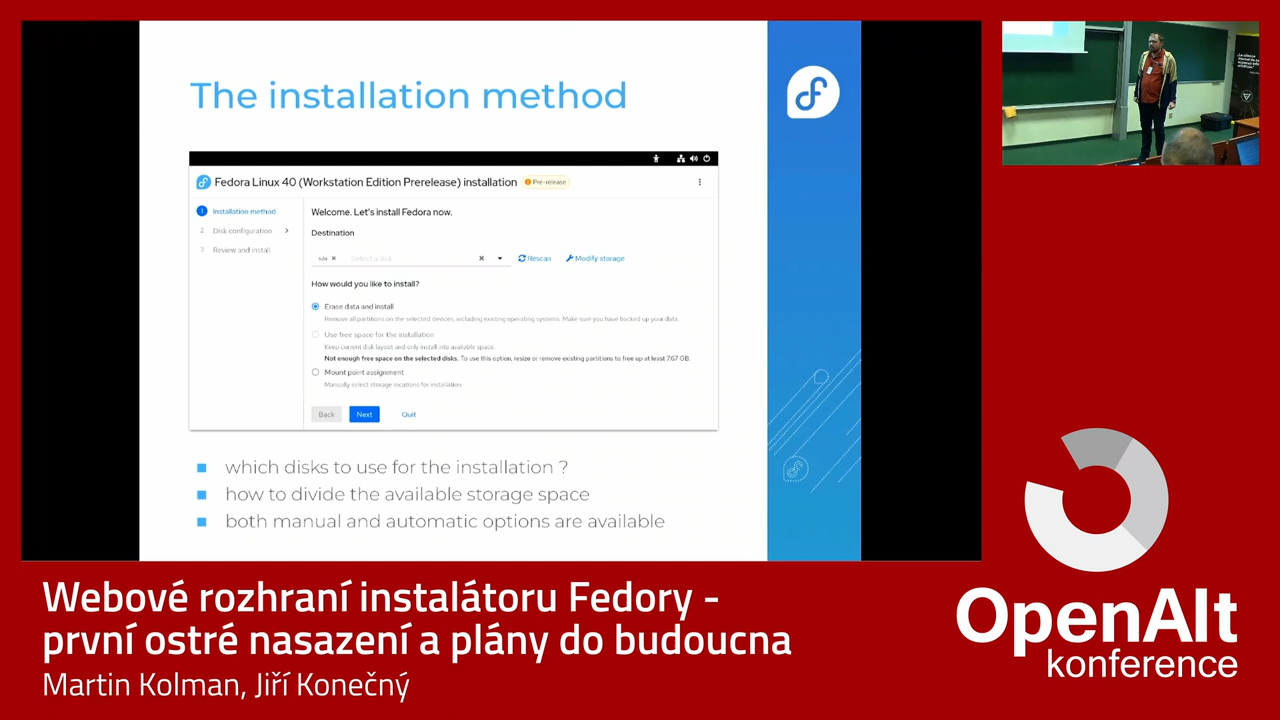 The installation method
Fedora Linux 40 (Workstation Edition Prerelease) installation
Pre-release
1 Installation method
2 Disk configuration
3 Review and install
Welcome. Let's install Fedora now.
Destination
sda
Select a disk
Rescan
Modify storage
How would you like to install?
Erase data and install
Remove all partitions on the selected devices, including existing operating systems. Make sure you have backed up your data.
Use free space for the installation
Keep current disk layout and only install into available space.
Not enough free space on the selected disks. To use this option, resize or remove existing partitions to free up at least 7.67 GB.
Mount point assignment
Manually select storage locations for installation.
Back
Next
Quit
which disks to use for the installation ?
how to divide the available storage space
both manual and automatic options are available
Webové rozhraní instalátoru Fedory -
první ostré nasazení a plány do budoucna
Martin Kolman, Jiří Konečný
OpenAlt
konference